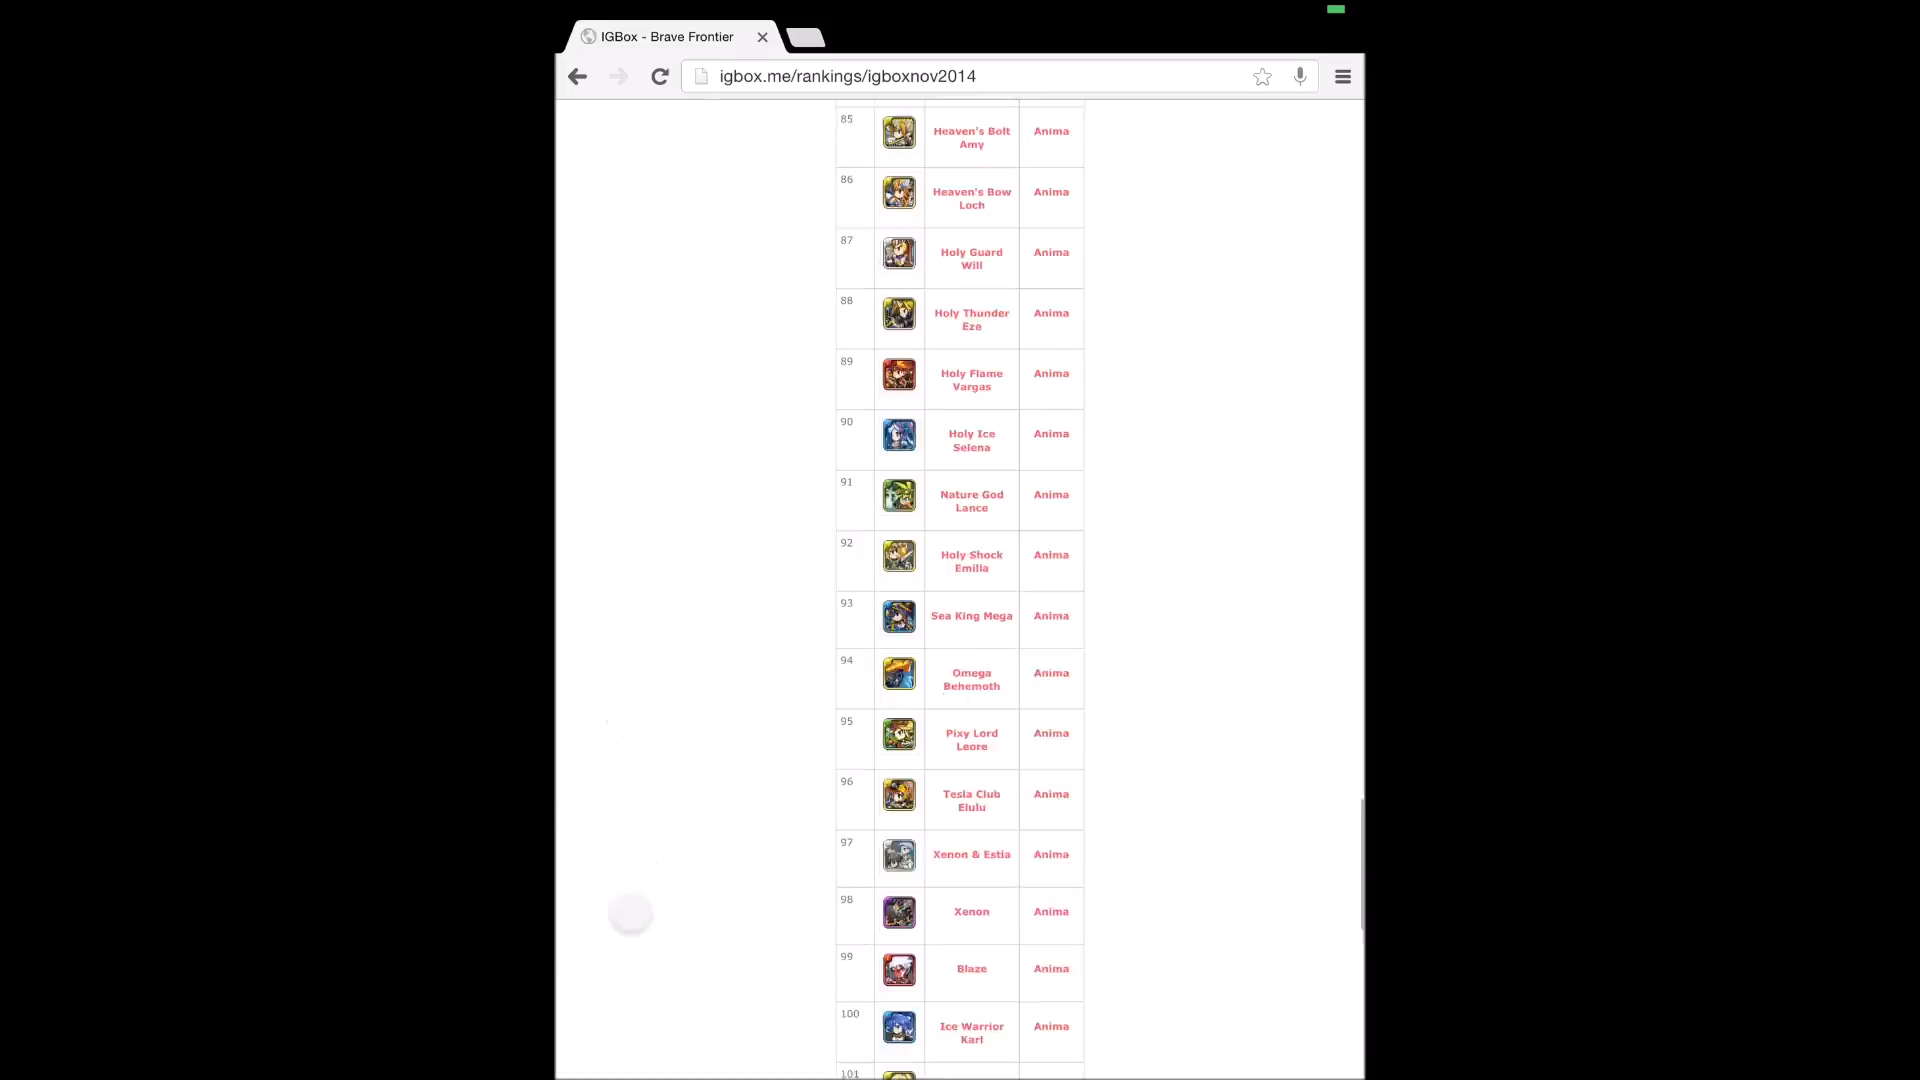 IGBox - Brave Frontier
igbox.me/rankings/igboxnov2014
85 Heaven's Bolt Anima
Amy
86 Heaven's Bow Anima
Loch
87 Holy Guard Anima
Will
88 Holy Thunder Anima
Eze
89 Holy Flame Anima
Vargas
90 Holy Ice Anima
Selena
91 Nature God Anima
Lance
92 Holy Shock Anima
Emilia
93 Sea King Mega Anima
94 Omega Anima
Behemoth
95 Pixy Lord Anima
Leore
96 Tesla Club Anima
Elulu
97 Xenon & Estia Anima
98 Xenon Anima
99 Blaze Anima
100 Ice Warrior Anima
Karl
101